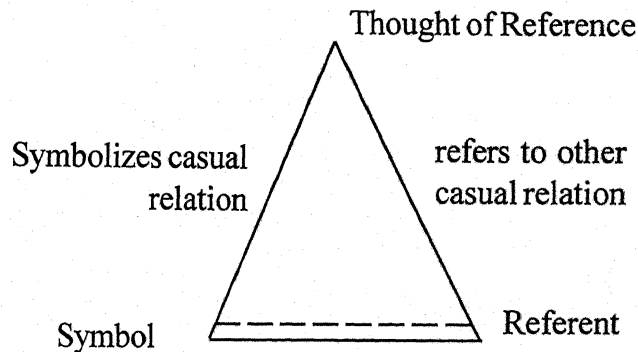 Thought of Reference
Symbolizes casual
relation
refers to other
casual relation
Symbol
Referent